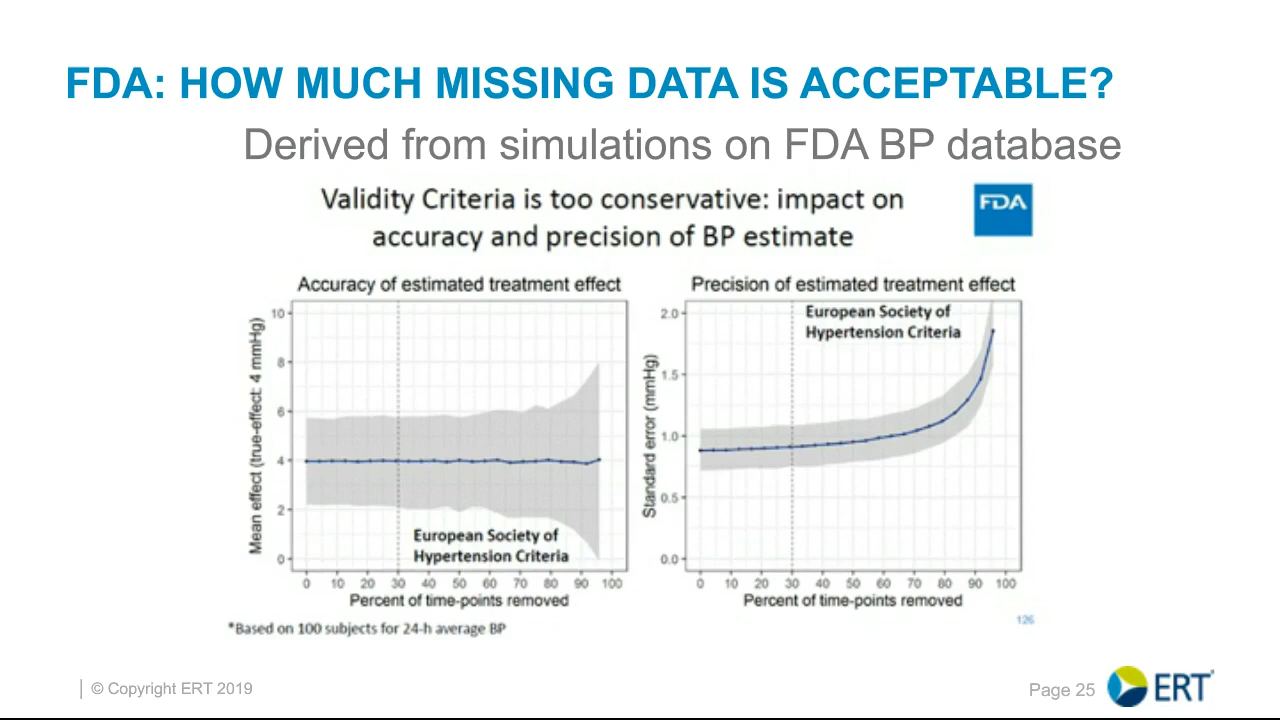 FDA: HOW MUCH MISSING DATA IS ACCEPTABLE?
Derived from simulations on FDA BP database
Validity Criteria is too conservative: impact on
accuracy and precision of BP estimate
FDA
Accuracy of estimated treatment effect
Mean effect (true-effect: 4 mmHg)
10
8
6
4
2
0
European Society of
Hypertension Criteria
0 10 20 30 40 50 60 70 80 90 100
Percent of time-points removed
Precision of estimated treatment effect
Standard error (mmHg)
2.0
1.5
1.0
0.5
0.0
European Society of
Hypertension Criteria
0 10 20 30 40 50 60 70 80 90 100
Percent of time-points removed
*Based on 100 subjects for 24-h average BP
126
© Copyright ERT 2019
Page 25
ERT